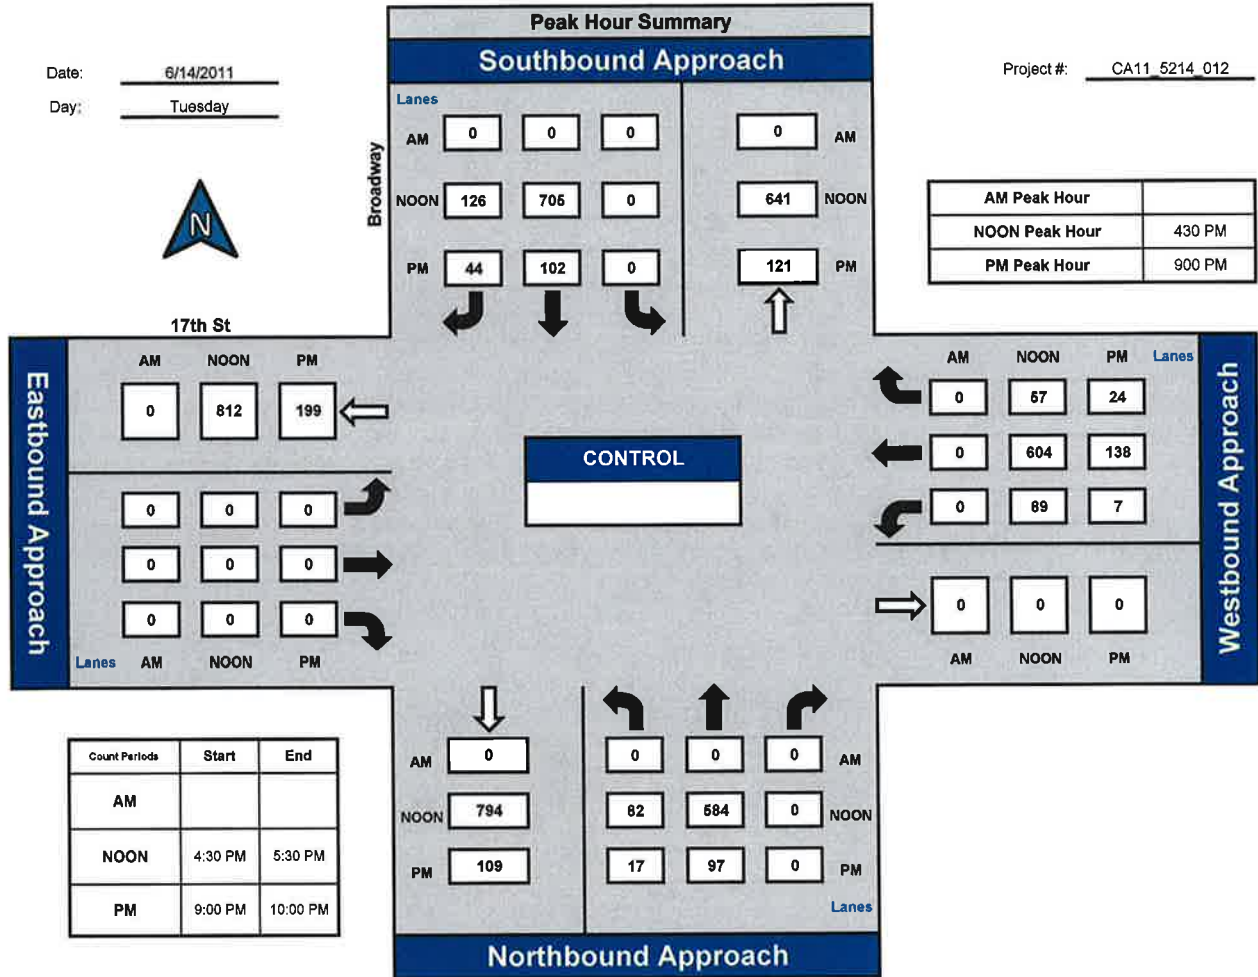 Peak Hour Summary
Southbound Approach
Date: 6/14/2011
Day: Tuesday
Project #: CA11_5214_012
N
Broadway
Lanes
AM 0 0 0 0 AM
NOON 126 705 0 641 NOON
PM 44 102 0 121 PM
AM Peak Hour
NOON Peak Hour 430 PM
PM Peak Hour 900 PM
17th St
Eastbound Approach
AM NOON PM
0 812 199
0 0 0
0 0 0
0 0 0
Lanes AM NOON PM
CONTROL
AM NOON PM Lanes
0 57 24
0 604 138
0 89 7
0 0 0
AM NOON PM
Westbound Approach
Count Periods Start End
AM
NOON 4:30 PM 5:30 PM
PM 9:00 PM 10:00 PM
AM 0 0 0 0 AM
NOON 794 82 584 0 NOON
PM 109 17 97 0 PM
Lanes
Northbound Approach